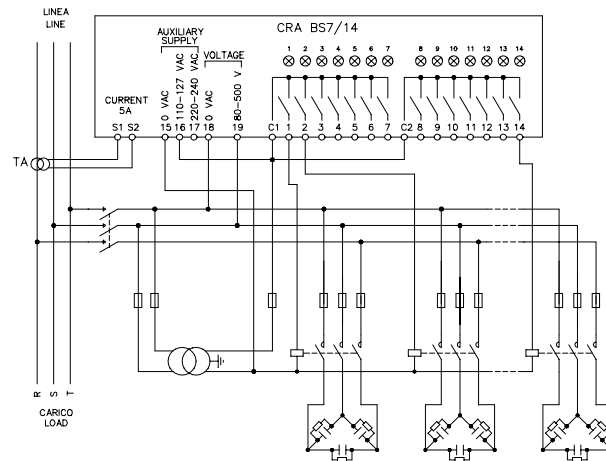 LINEA
LINE
CRA BS7/14
AUXILIARY
SUPPLY
VOLTAGE
0 VAC
110-127 VAC
220-240 VAC
0 VAC
80-500 V
CURRENT
5A
1 2 3 4 5 6 7
8 9 10 11 12 13 14
S1 S2 15 16 17 18 19 C1 1 2 3 4 5 6 7 C2 8 9 10 11 12 13 14
TA
R S T
CARICO
LOAD